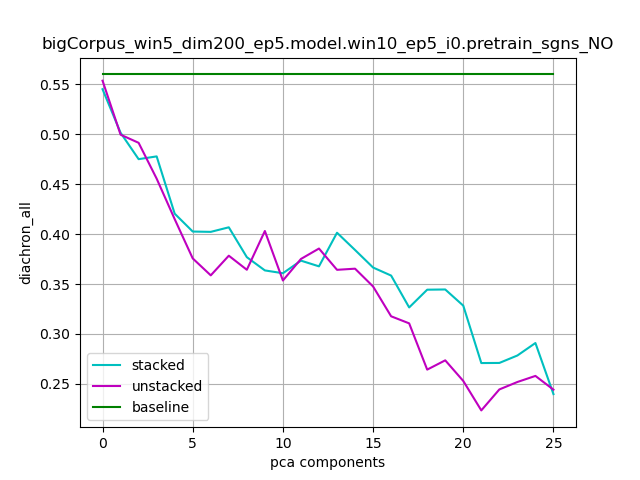 bigCorpus_win5_dim200_ep5.model.win10_ep5_i0.pretrain_sgns_NO
0.55
0.50
0.45
0.40
0.35
0.30
0.25
diachron_all
stacked
unstacked
baseline
0 5 10 15 20 25
pca components